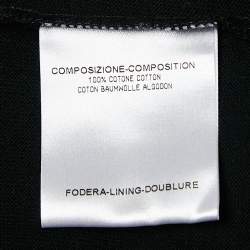 COMPOSIZIONE-COMPOSITION
100% COTONE COTTON
COTON BAUMWOLLE ALGODON
FODERA-LINING-DOUBLURE